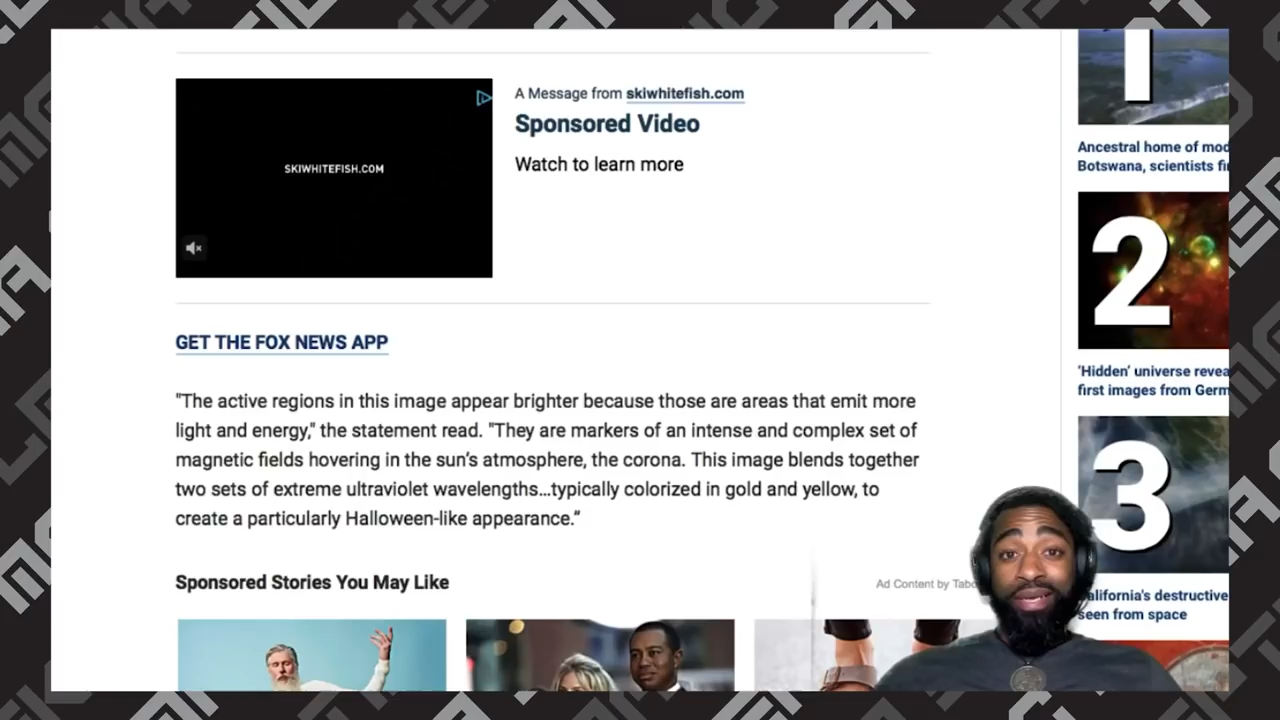 A Message from skiwhitefish.com
Sponsored Video
SKIWHITEFISH.COM
Watch to learn more
GET THE FOX NEWS APP
"The active regions in this image appear brighter because those are areas that emit more
light and energy," the statement read. "They are markers of an intense and complex set of
magnetic fields hovering in the sun's atmosphere, the corona. This image blends together
two sets of extreme ultraviolet wavelengths...typically colorized in gold and yellow, to
create a particularly Halloween-like appearance."
Sponsored Stories You May Like
Ad Content by
1
Ancestral home of
Botswana, scientists
2
'Hidden' universe
first images from
3
destructive
seen from space